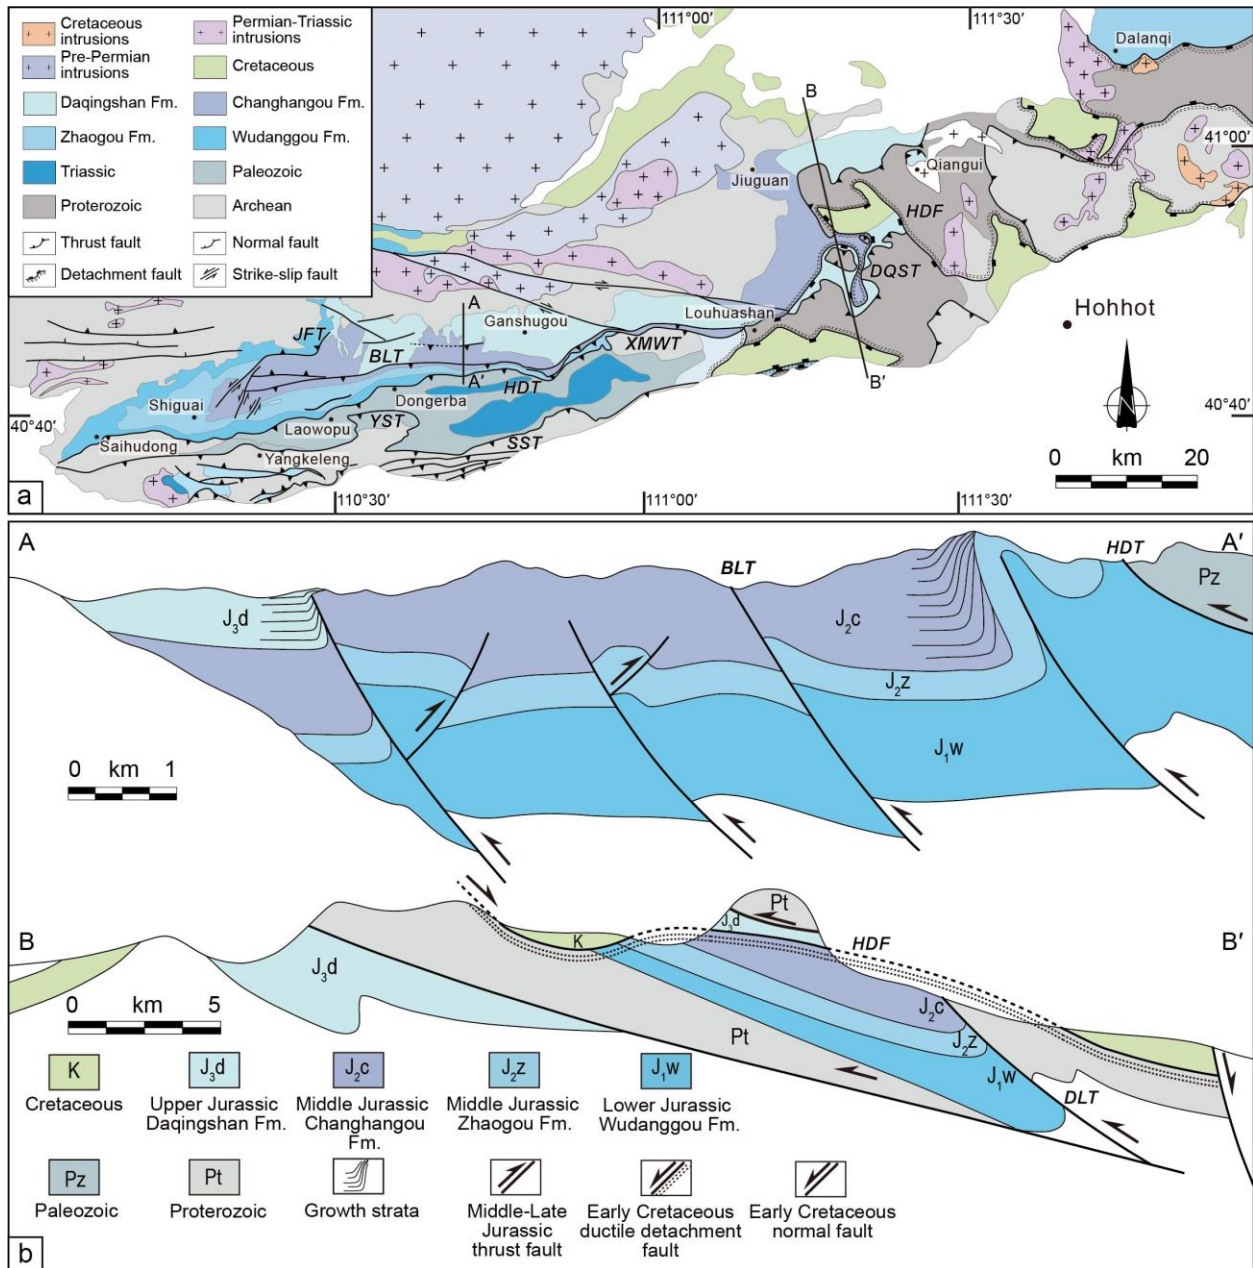 Cretaceous intrusions
Permian-Triassic intrusions
Pre-Permian intrusions
Cretaceous
Daqingshan Fm.
Changhangou Fm.
Zhaogou Fm.
Wudanggou Fm.
Triassic
Paleozoic
Proterozoic
Archean
Thrust fault
Normal fault
Detachment fault
Strike-slip fault
111°00′
111°30′
Dalanqi
B
41°00′
Jiuguan
Qiangui
HDF
DQST
Hohhot
A
Ganshugou
Louhuashan
JFT
BLT
XMWT
A′
B′
HDT
Dongerba
Shiguai
Laowopu
YST
SST
40°40′
Saihudong
Yangkeleng
40°40′
0 km 20
a
110°30′
111°00′
111°30′
A
A′
BLT
HDT
Pz
J3d
J2c
J2z
J1w
0 km 1
B
B′
Pt
J3d
K
HDF
J3d
J2c
J2z
J1w
Pt
DLT
0 km 5
K
J3d
J2c
J2z
J1w
Cretaceous
Upper Jurassic
Daqingshan Fm.
Middle Jurassic
Changhangou
Fm.
Middle Jurassic
Zhaogou Fm.
Lower Jurassic
Wudanggou Fm.
Pz
Pt
Paleozoic
Proterozoic
Growth strata
Middle-Late
Jurassic
thrust fault
Early Cretaceous
ductile detachment
fault
Early Cretaceous
normal fault
b